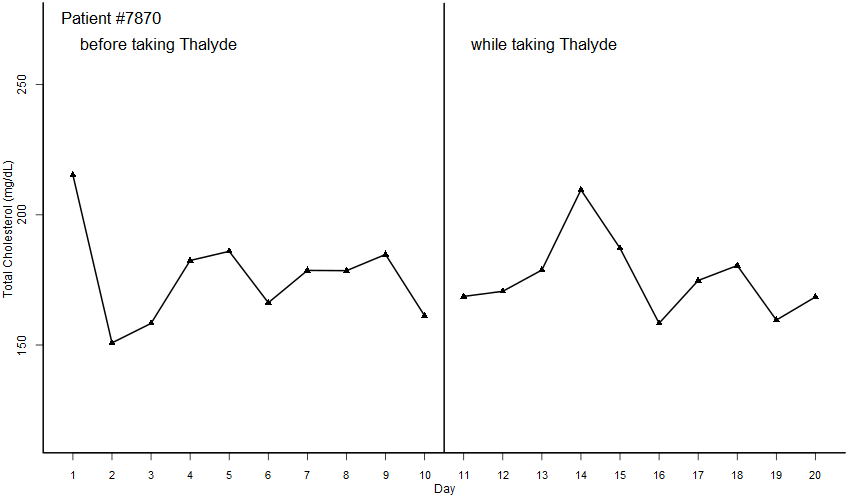 Patient #7870
before taking Thalyde
while taking Thalyde
250
200
150
Total Cholesterol (mg/dL)
1 2 3 4 5 6 7 8 9 10 11 12 13 14 15 16 17 18 19 20
Day